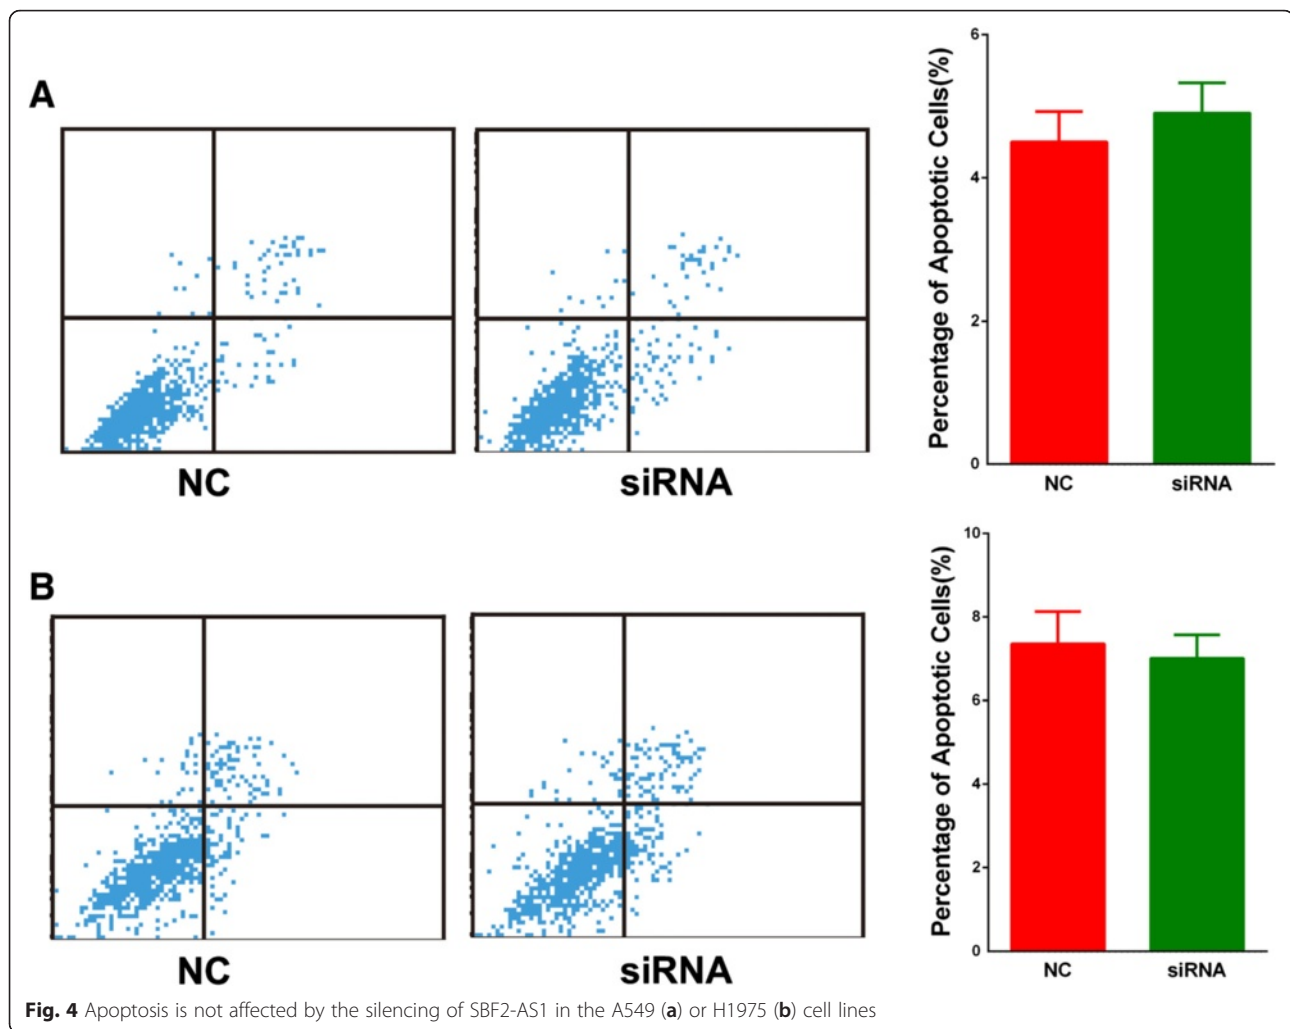 A
NC
siRNA
Percentage of Apoptotic Cells(%)
6
4
2
0
NC
siRNA
B
NC
siRNA
Percentage of Apoptotic Cells(%)
10
8
6
4
2
0
NC
siRNA
Fig. 4 Apoptosis is not affected by the silencing of SBF2-AS1 in the A549 (a) or H1975 (b) cell lines